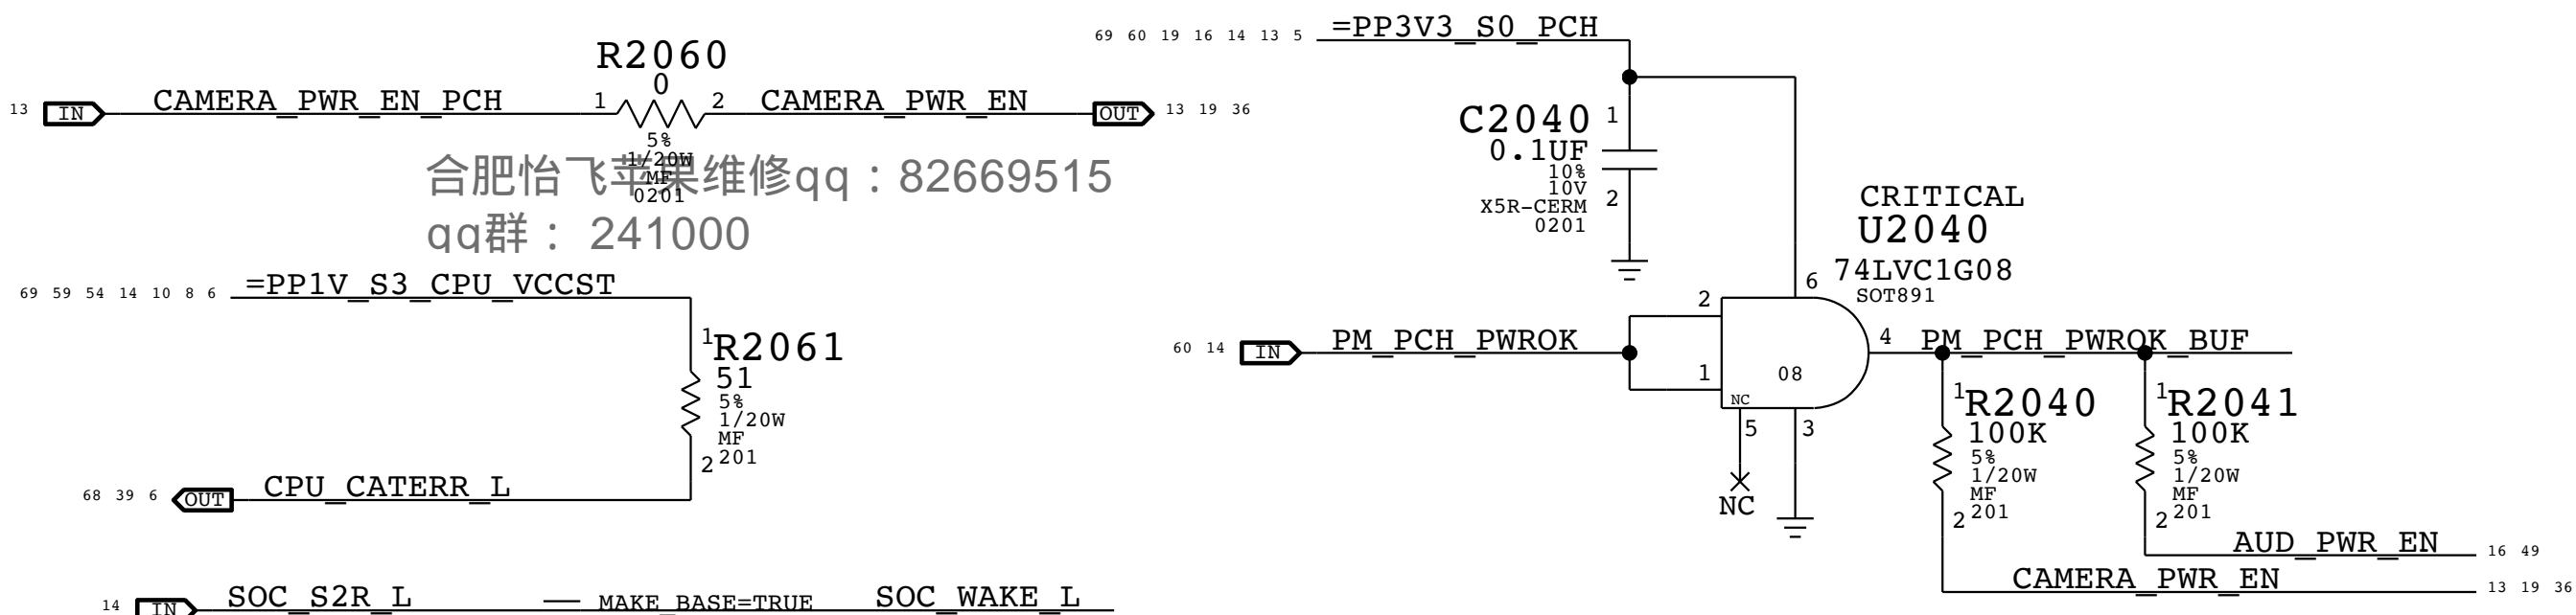 R2060
0
13 IN CAMERA_PWR_EN_PCH 1 2 CAMERA_PWR_EN OUT 13 19 36
5%
1/20W
MF
0201
合肥怡飞苹果维修qq：82669515
qq群： 241000
69 59 54 14 10 8 6 =PP1V_S3_CPU_VCCST
1 R2061
51
5%
1/20W
MF
2 201
68 39 6 OUT CPU_CATERR_L
14 IN SOC_S2R_L MAKE_BASE=TRUE SOC_WAKE_L
69 60 19 16 14 13 5 =PP3V3_S0_PCH
C2040 1
0.1UF
10%
10V
X5R-CERM 2
0201
CRITICAL
U2040
74LVC1G08
SOT891
6
2
60 14 IN PM_PCH_PWROK
1
08
4 PM_PCH_PWROK_BUF
NC
5 3
NC
1 R2040
100K
5%
1/20W
MF
2 201
1 R2041
100K
5%
1/20W
MF
2 201
AUD_PWR_EN 16 49
CAMERA_PWR_EN 13 19 36